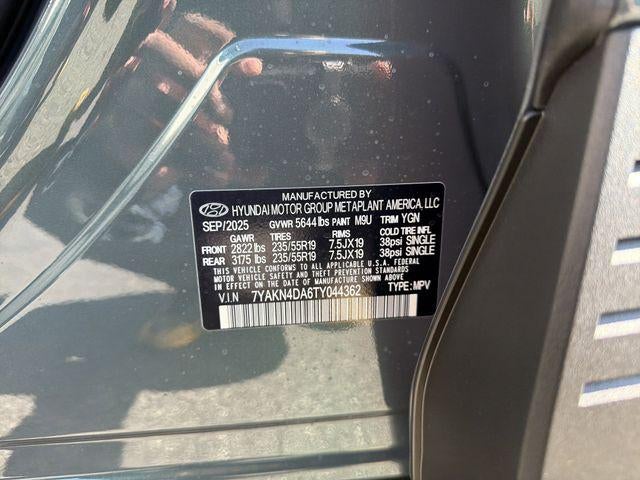 MANUFACTURED BY
HYUNDAI MOTOR GROUP METAPLANT AMERICA, LLC
SEP/2025 GVWR 5644 lbs PAINT M9U TRIM YGN
GAWR TIRES RIMS COLD TIRE INFL
FRONT 2822 lbs 235/55R19 7.5JX19 38psi SINGLE
REAR 3175 lbs 235/55R19 7.5JX19 38psi SINGLE
THIS VEHICLE CONFORMS TO ALL APPLICABLE U.S.A. FEDERAL
MOTOR VEHICLE SAFETY, BUMPER, AND THEFT PREVENTION STANDARDS
IN EFFECT ON THE DATE OF MANUFACTURE SHOWN ABOVE.
V.I.N 7YAKN4DA6TY044362 TYPE: MPV